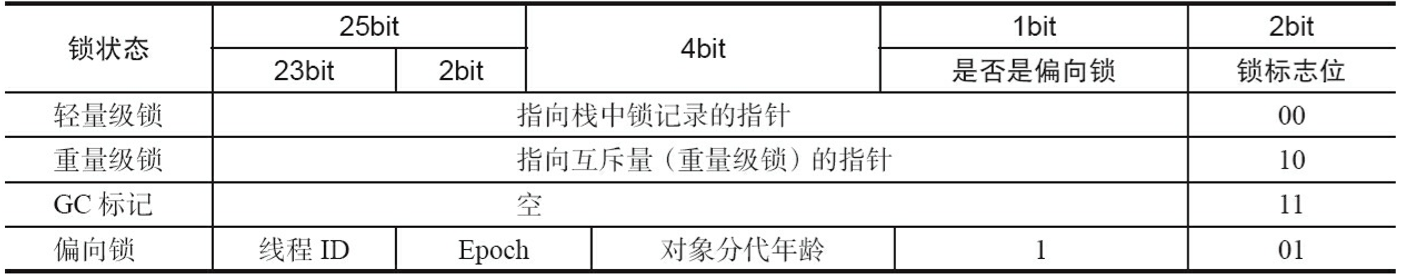 锁状态 25bit 4bit 1bit 2bit
23bit 2bit 是否是偏向锁 锁标志位
轻量级锁 指向栈中锁记录的指针 00
重量级锁 指向互斥量（重量级锁）的指针 10
GC 标记 空 11
偏向锁 线程 ID Epoch 对象分代年龄 1 01